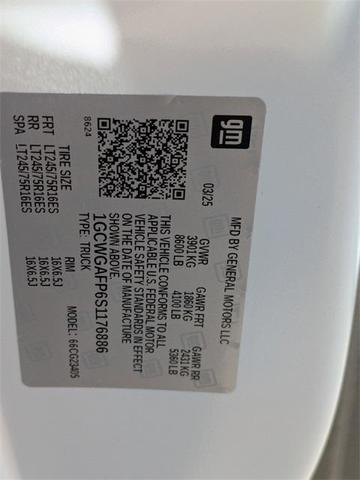 gm
MFD BY GENERAL MOTORS LLC
03/25
GVWR
3901 KG
8600 LB
GAWR FRT
1860 KG
4100 LB
GAWR RR
2431 KG
5360 LB
THIS VEHICLE CONFORMS TO ALL
APPLICABLE U.S. FEDERAL MOTOR
VEHICLE SAFETY STANDARDS IN EFFECT
ON THE DATE OF MANUFACTURE
SHOWN ABOVE.
1GCWGAFP6S1176886
TYPE: TRUCK
8624
MODEL: 66CG23405
TIRE SIZE
RIM
FRT LT245/75R16ES 16X6.5J
RR LT245/75R16ES 16X6.5J
SPA LT245/75R16ES 16X6.5J